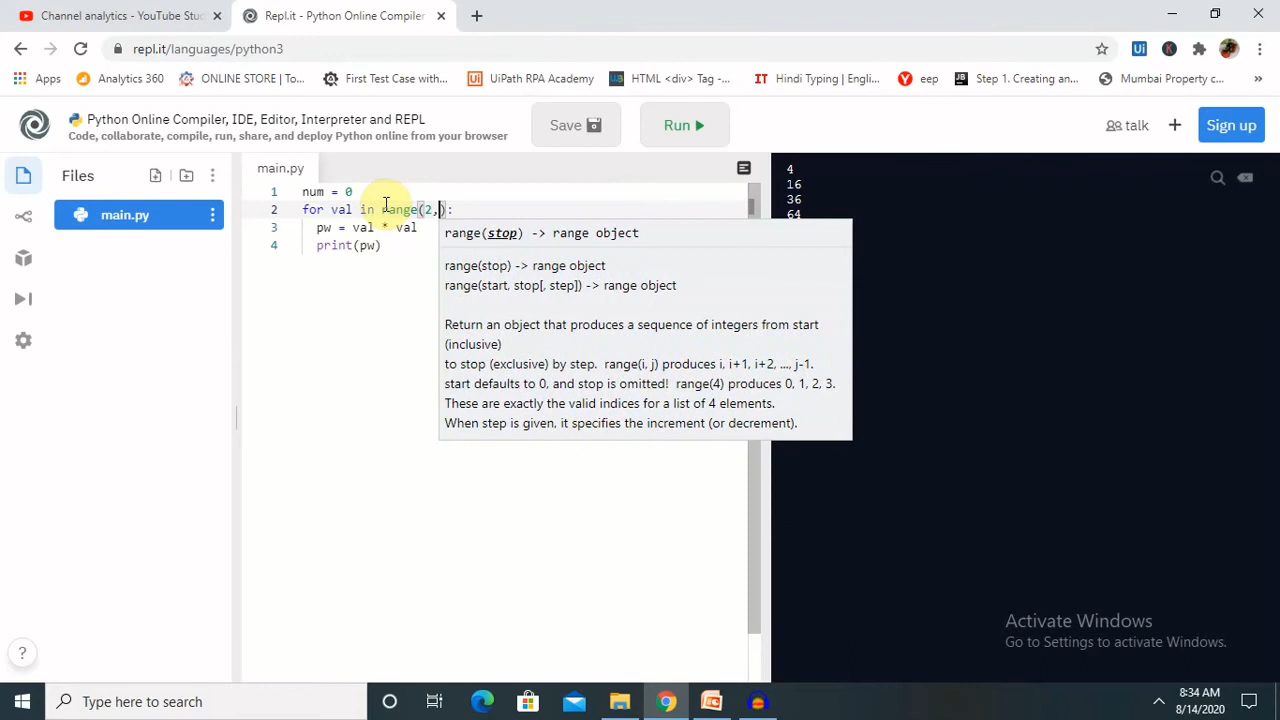 Channel analytics - YouTube Stu
Repl.it - Python Online Compiler
repl.it/languages/python3
Apps
Analytics 360
ONLINE STORE | To...
First Test Case with...
UiPath RPA Academy
HTML <div> Tag -...
Hindi Typing | Engli...
eep
Step 1. Creating an...
Mumbai Property c...
»
Python Online Compiler, IDE, Editor, Interpreter and REPL
Code, collaborate, compile, run, share, and deploy Python online from your browser
Save
Run
talk
Sign up
Files
main.py
main.py
1 num = 0
2 for val in range(2,):
3 pw = val * val
4 print(pw)
range(stop) -> range object
range(stop) -> range object
range(start, stop[, step]) -> range object
Return an object that produces a sequence of integers from start
(inclusive)
to stop (exclusive) by step. range(i, j) produces i, i+1, i+2, ..., j-1.
start defaults to 0, and stop is omitted! range(4) produces 0, 1, 2, 3.
These are exactly the valid indices for a list of 4 elements.
When step is given, it specifies the increment (or decrement).
4
16
36
64
Activate Windows
Go to Settings to activate Windows.
?
Type here to search
8:34 AM
8/14/2020